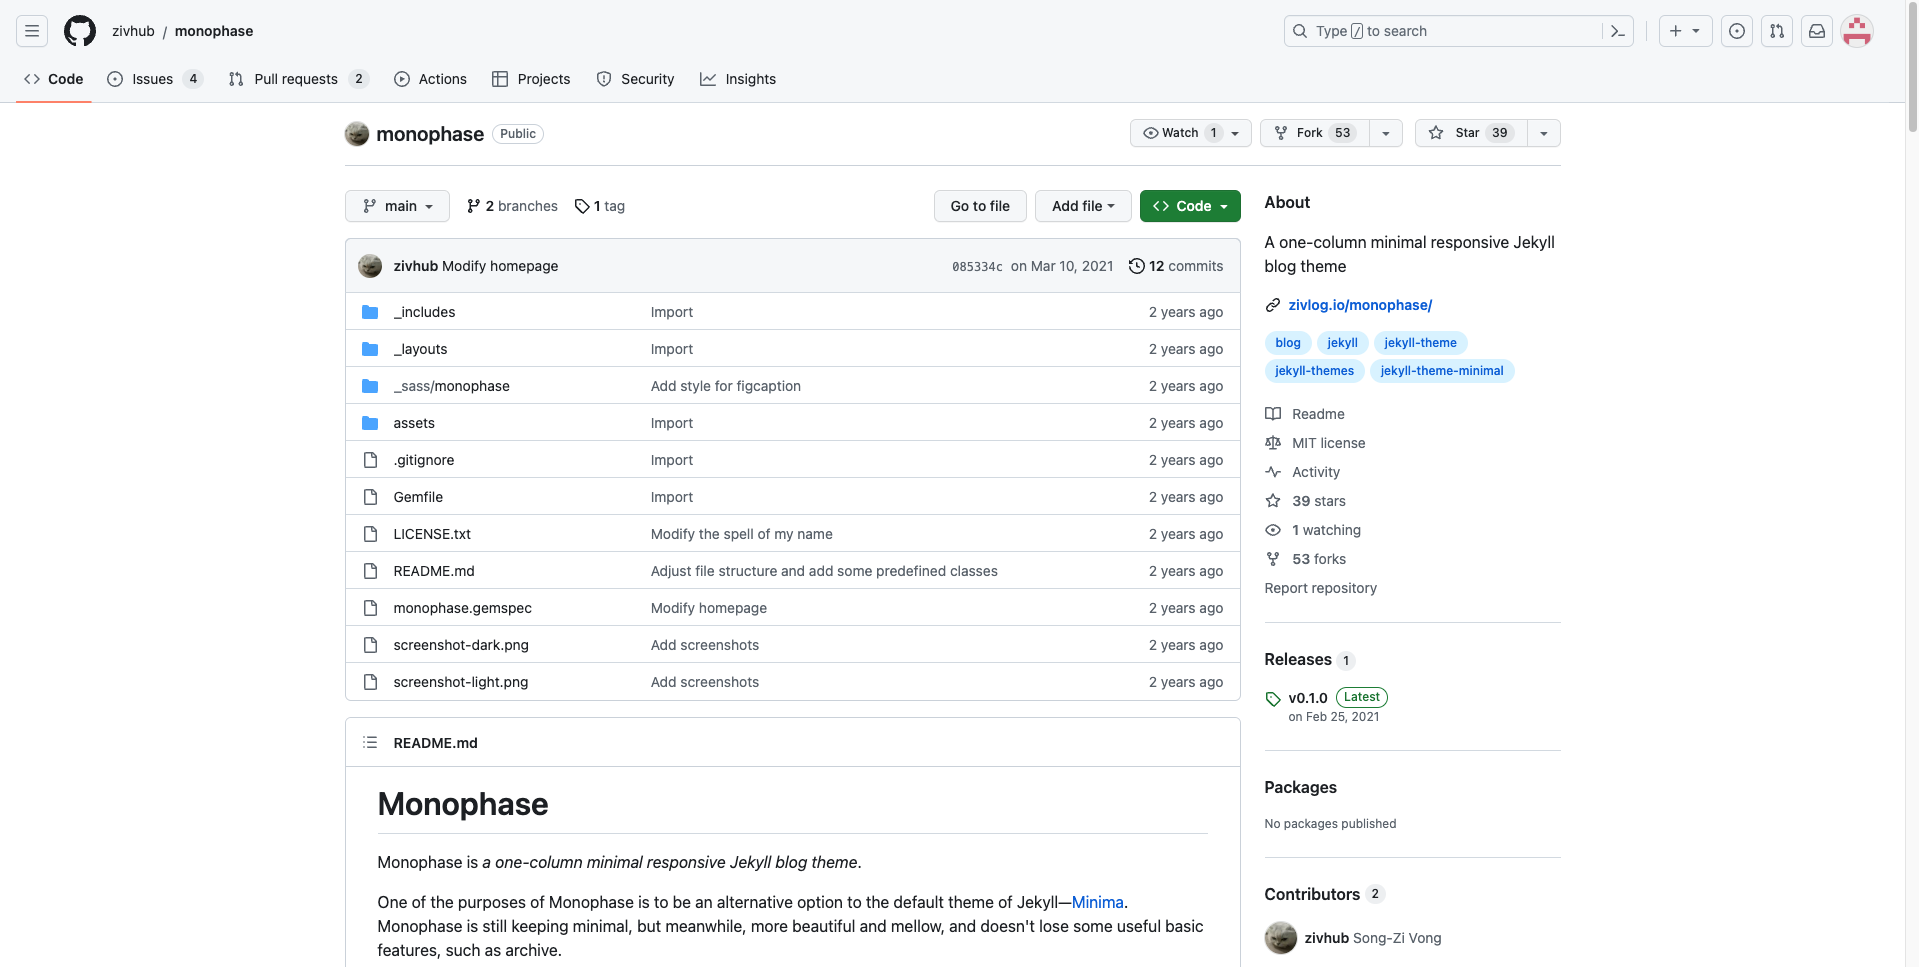 zivhub / monophase
Type / to search
Code
Issues 4
Pull requests 2
Actions
Projects
Security
Insights
monophase Public
Watch 1
Fork 53
Star 39
main
2 branches
1 tag
Go to file
Add file
Code
zivhub Modify homepage
085334c on Mar 10, 2021
12 commits
_includes Import 2 years ago
_layouts Import 2 years ago
_sass/monophase Add style for figcaption 2 years ago
assets Import 2 years ago
.gitignore Import 2 years ago
Gemfile Import 2 years ago
LICENSE.txt Modify the spell of my name 2 years ago
README.md Adjust file structure and add some predefined classes 2 years ago
monophase.gemspec Modify homepage 2 years ago
screenshot-dark.png Add screenshots 2 years ago
screenshot-light.png Add screenshots 2 years ago
README.md
Monophase
Monophase is a one-column minimal responsive Jekyll blog theme.
One of the purposes of Monophase is to be an alternative option to the default theme of Jekyll—Minima.
Monophase is still keeping minimal, but meanwhile, more beautiful and mellow, and doesn't lose some useful basic
features, such as archive.
About
A one-column minimal responsive Jekyll
blog theme
zivlog.io/monophase/
blog jekyll jekyll-theme
jekyll-themes jekyll-theme-minimal
Readme
MIT license
Activity
39 stars
1 watching
53 forks
Report repository
Releases 1
v0.1.0 Latest
on Feb 25, 2021
Packages
No packages published
Contributors 2
zivhub Song-Zi Vong